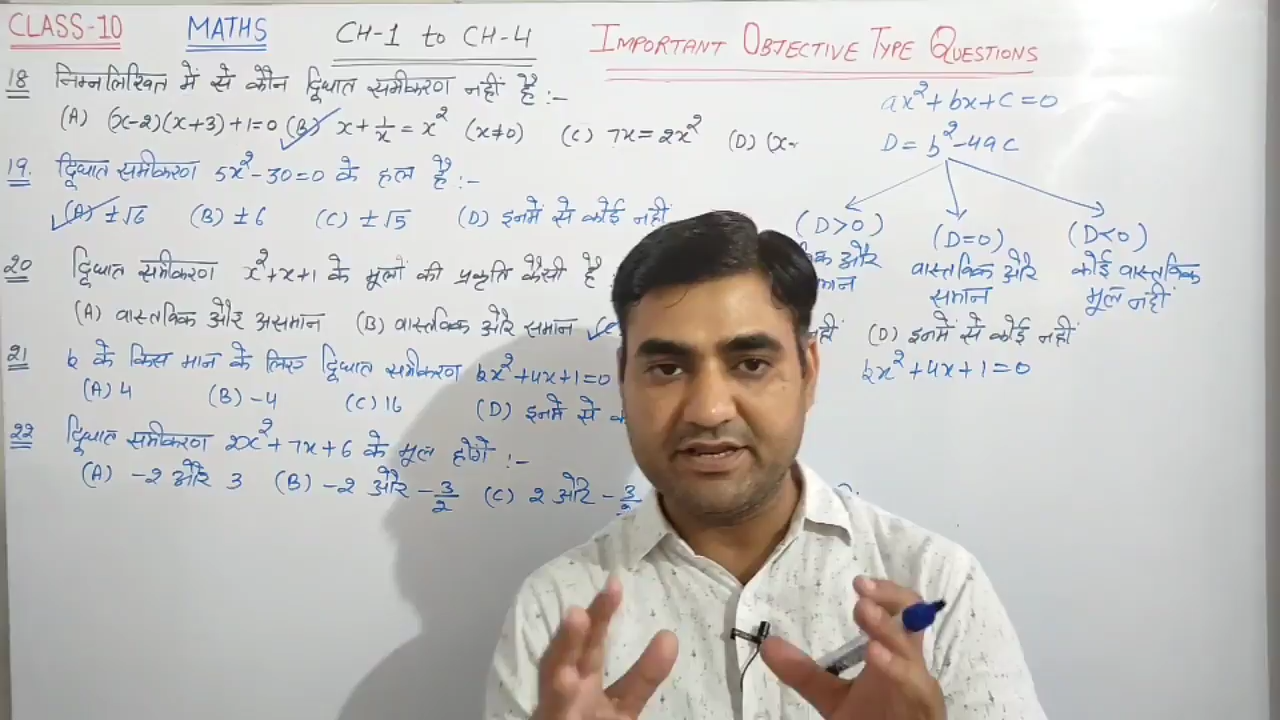 CLASS-10 MATHS CH-1 to CH-4 IMPORTANT OBJECTIVE TYPE QUESTIONS
18 निम्नलिखित में से कौन द्विघात समीकरण नहीं है :-
(A) (x-2)(x+3)+1=0 (B) x+1/x = x² (x≠0) (C) 7x=2x² (D) (x-
19. द्विघात समीकरण 5x²-30=0 के हल है :-
(A) ±√6 (B) ±6 (C) ±√5 (D) इनमें से कोई नहीं
20 द्विघात समीकरण x²+x+1 के मूलों की प्रकृति कैसी है
(A) वास्तविक और असमान (B) वास्तविक और समान (D) इनमें से कोई नहीं
21 k के किस मान के लिए द्विघात समीकरण kx²+4x+1=0
(A) 4 (B) -4 (C) 16 (D) इनमें से
22 द्विघात समीकरण 2x²+7x+6 के मूल होंगे :-
(A) -2 और 3 (B) -2 और -3/2 (C) 2 और -3/2
ax²+bx+c=0
D=b²-4ac
(D>0) (D=0) (D<0)
और वास्तविक और कोई वास्तविक
समान मूल नहीं
kx²+4x+1=0